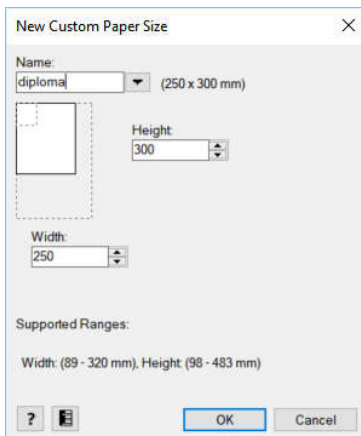 New Custom Paper Size
Name:
diploma (250 x 300 mm)
Height:
300
Width:
250
Supported Ranges:
Width: (89 - 320 mm), Height: (98 - 483 mm)
? OK Cancel